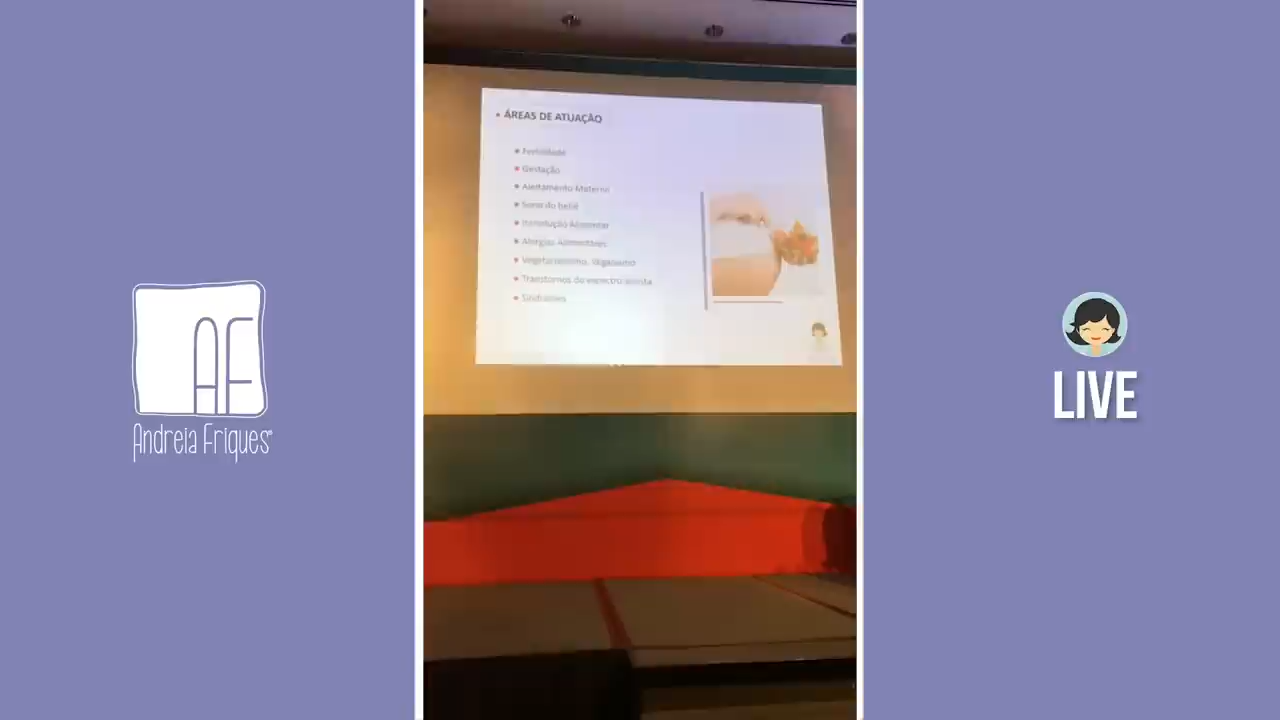 • ÁREAS DE ATUAÇÃO
• Fertilidade
• Gestação
• Aleitamento Materno
• Sono do bebê
• Introdução Alimentar
• Alergias Alimentares
• Vegetarianismo, Veganismo
• Transtornos do espectro autista
• Síndromes
AF
Andreia Friques®
LIVE